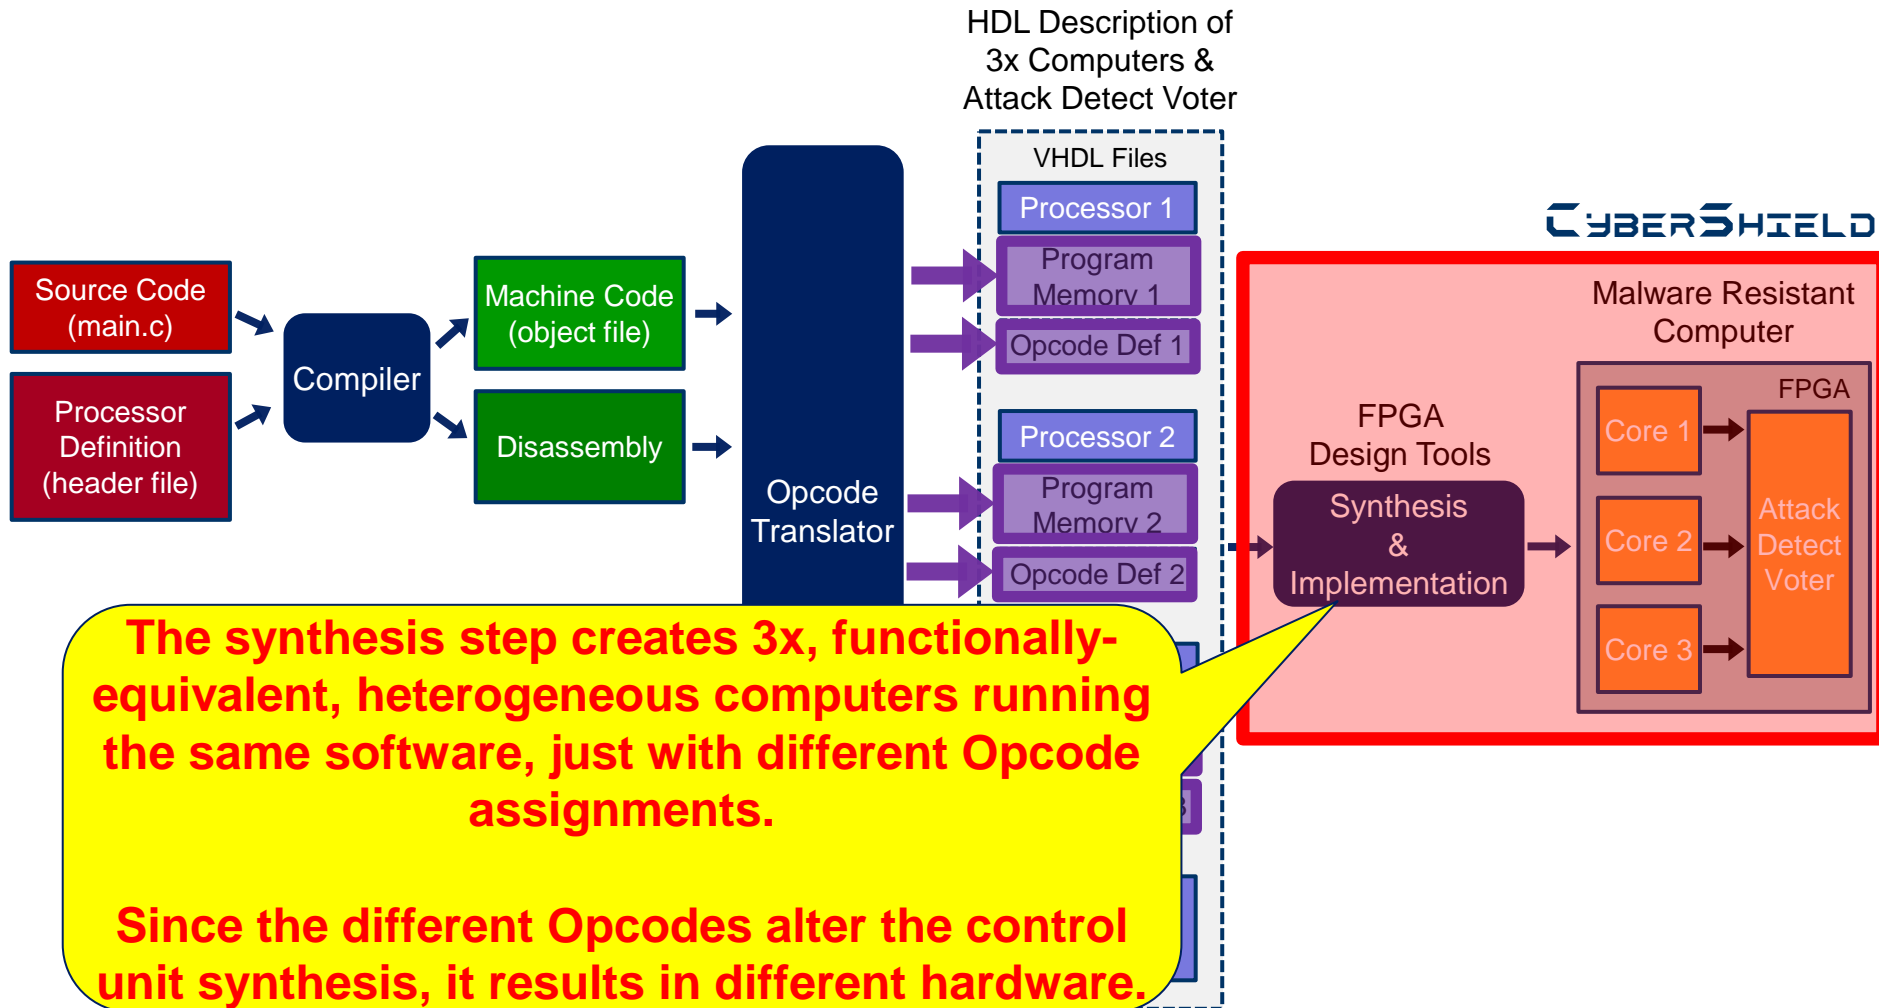 HDL Description of
3x Computers &
Attack Detect Voter
VHDL Files
Processor 1
Program
Memory 1
Opcode Def 1
Processor 2
Program
Memory 2
Opcode Def 2
3
Source Code
(main.c)
Processor
Definition
(header file)
Compiler
Machine Code
(object file)
Disassembly
Opcode
Translator
CYBERSHIELD
Malware Resistant
Computer
FPGA
Design Tools
Synthesis
&
Implementation
FPGA
Core 1
Core 2
Core 3
Attack
Detect
Voter
The synthesis step creates 3x, functionally-
equivalent, heterogeneous computers running
the same software, just with different Opcode
assignments.
Since the different Opcodes alter the control
unit synthesis, it results in different hardware.